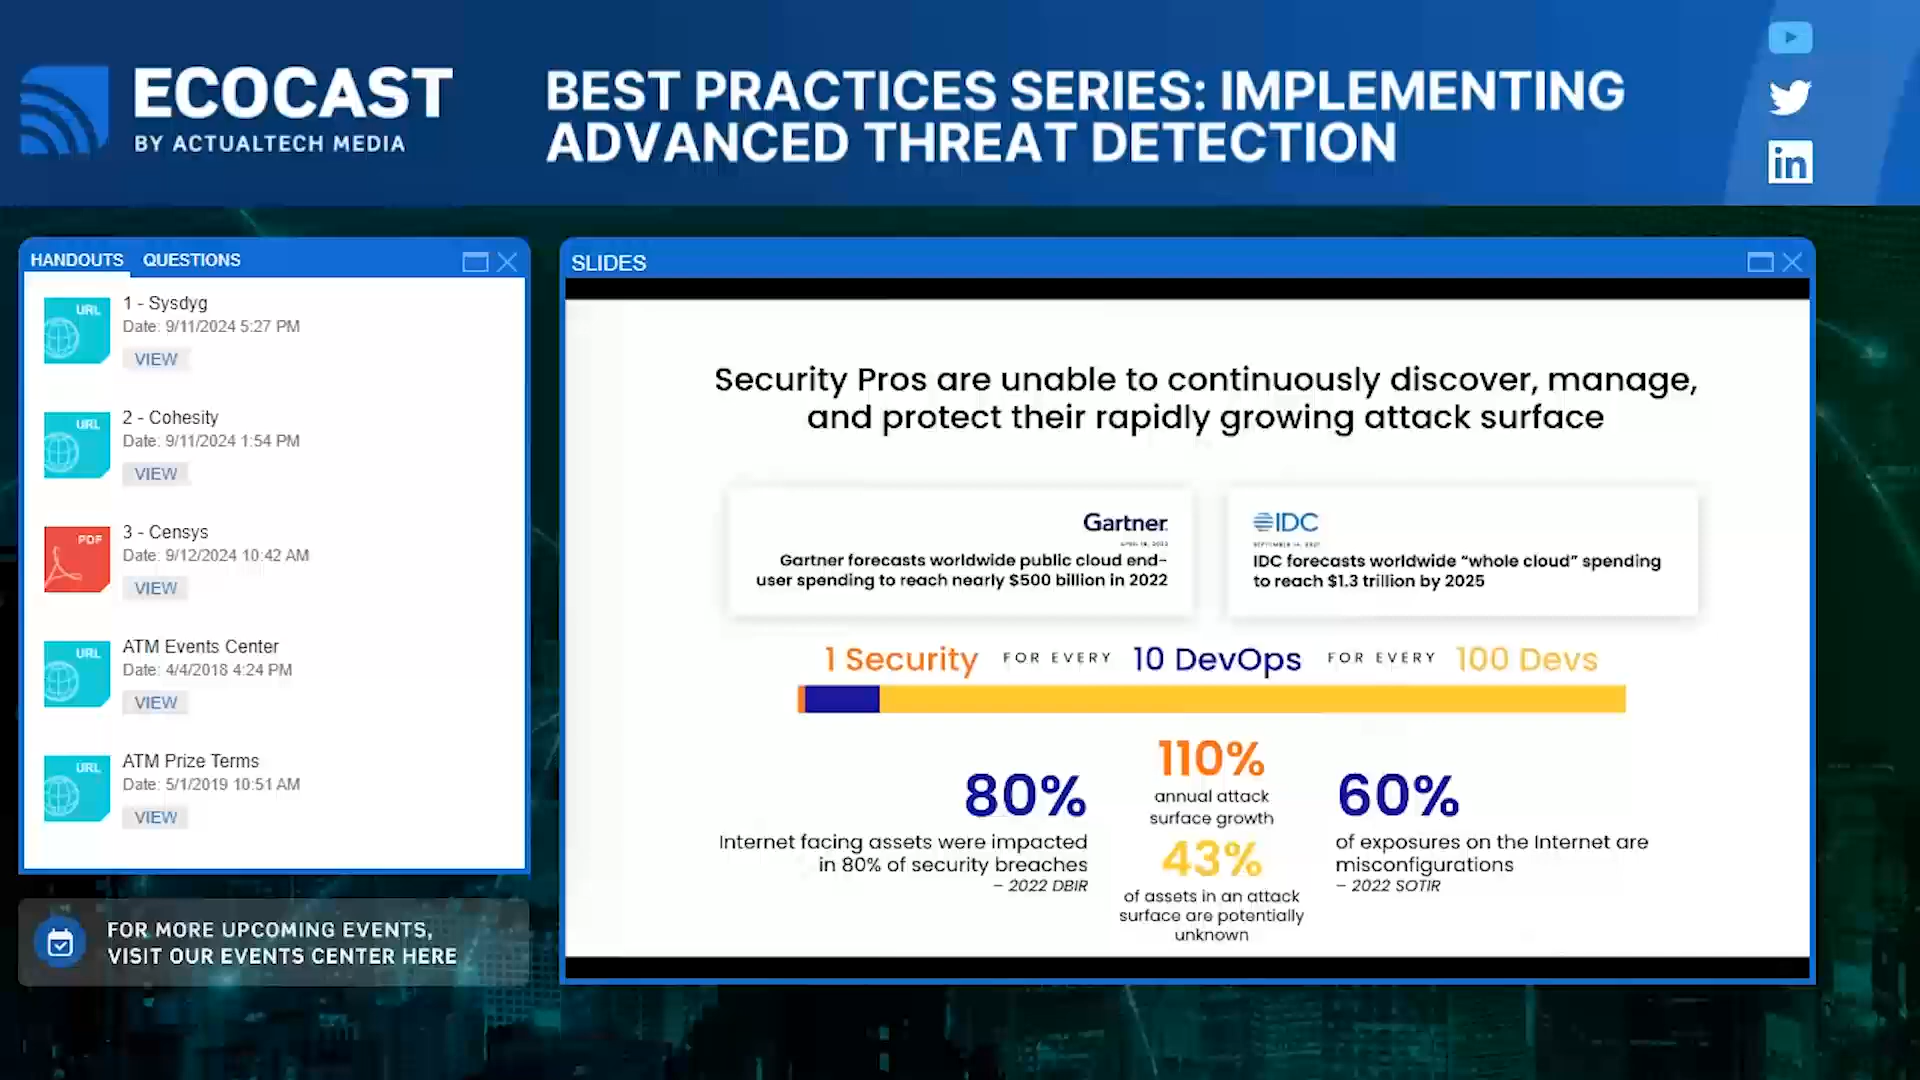 ECOCAST
BY ACTUALTECH MEDIA
BEST PRACTICES SERIES: IMPLEMENTING
ADVANCED THREAT DETECTION
in
HANDOUTS QUESTIONS
URL
1 - Sysdyg
Date: 9/11/2024 5:27 PM
VIEW
URL
2 - Cohesity
Date: 9/11/2024 1:54 PM
VIEW
PDF
3 - Censys
Date: 9/12/2024 10:42 AM
VIEW
URL
ATM Events Center
Date: 4/4/2018 4:24 PM
VIEW
URL
ATM Prize Terms
Date: 5/1/2019 10:51 AM
VIEW
FOR MORE UPCOMING EVENTS,
VISIT OUR EVENTS CENTER HERE
SLIDES
Security Pros are unable to continuously discover, manage,
and protect their rapidly growing attack surface
Gartner
Gartner forecasts worldwide public cloud end-
user spending to reach nearly $500 billion in 2022
IDC
IDC forecasts worldwide “whole cloud” spending
to reach $1.3 trillion by 2025
1 Security FOR EVERY 10 DevOps FOR EVERY 100 Devs
80%
Internet facing assets were impacted
in 80% of security breaches
– 2022 DBIR
110%
annual attack
surface growth
43%
of assets in an attack
surface are potentially
unknown
60%
of exposures on the Internet are
misconfigurations
– 2022 SOTIR